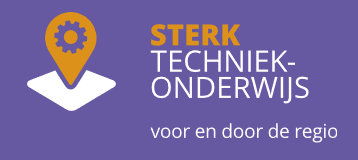 STERK
TECHNIEK-
ONDERWIJS
voor en door de regio